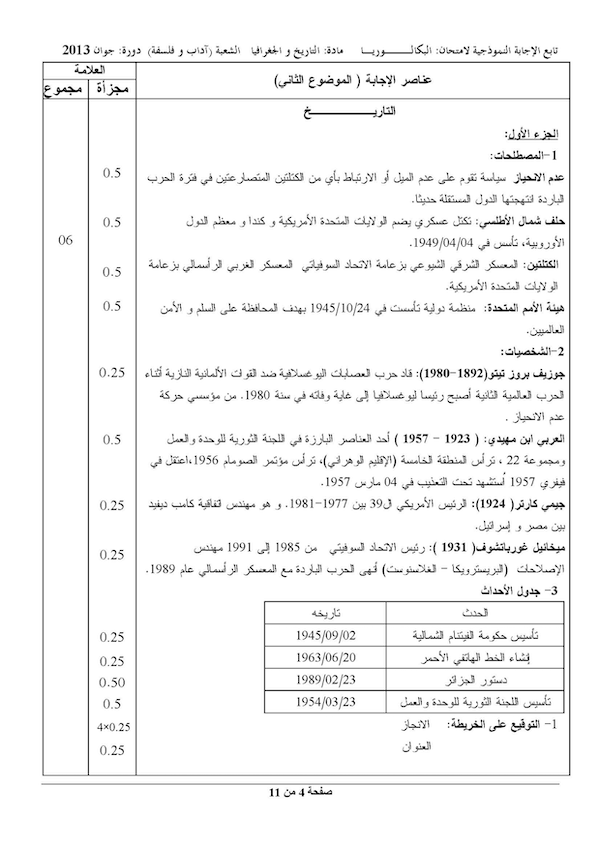 تابع الإجابة النموذجية لامتحان: البكالـــــــوريـــا مادة: التاريخ و الجغرافيا الشعبة (آداب و فلسفة) دورة: جوان 2013
عناصر الإجابة ( الموضوع الثاني) العلامة
مجزأة مجموع
التاريـــــــــــــخ
الجزء الأول:
1-المصطلحات:
عدم الانحياز سياسة تقوم على عدم الميل أو الارتباط بأي من الكتلتين المتصارعتين في فترة الحرب 0.5
الباردة انتهجتها الدول المستقلة حديثا.
حلف شمال الأطلسي: تكتل عسكري يضم الولايات المتحدة الأمريكية و كندا و معظم الدول 0.5
الأوروبية، تأسس في 1949/04/04. 06
الكتلتين: المعسكر الشرقي الشيوعي بزعامة الاتحاد السوفياتي المعسكر الغربي الرأسمالي بزعامة 0.5
الولايات المتحدة الأمريكية.
هيئة الأمم المتحدة: منظمة دولية تأسست في 1945/10/24 بهدف المحافظة على السلم و الأمن 0.5
العالميين.
2-الشخصيات:
جوزيف بروز تيتو(1892-1980): قاد حرب العصابات اليوغسلافية ضد القوات الألمانية النازية أثناء 0.25
الحرب العالمية الثانية أصبح رئيسا ليوغسلافيا إلى غاية وفاته في سنة 1980. من مؤسسي حركة
عدم الانحياز .
العربي ابن مهيدي: ( 1923 - 1957 ) أحد العناصر البارزة في اللجنة الثورية للوحدة والعمل 0.5
ومجموعة 22 ، ترأس المنطقة الخامسة (الإقليم الوهراني)، ترأس مؤتمر الصومام 1956،اعتقل في
فيفري 1957 أستشهد تحت التعذيب في 04 مارس 1957.
جيمي كارتر( 1924): الرئيس الأمريكي ال39 بين 1977-1981. و هو مهندس اتفاقية كامب ديفيد 0.25
بين مصر و إسرائيل.
ميخائيل غورباتشوف( 1931 ): رئيس الاتحاد السوفيتي من 1985 إلى 1991 مهندس 0.25
الإصلاحات (البريسترويكا - الغلاسنوست) أنهى الحرب الباردة مع المعسكر الرأسمالي عام 1989.
3- جدول الأحداث
الحدث تاريخه
تأسيس حكومة الفيتنام الشمالية 1945/09/02 0.25
إنشاء الخط الهاتفي الأحمر 1963/06/20 0.25
دستور الجزائر 1989/02/23 0.50
تأسيس اللجنة الثورية للوحدة والعمل 1954/03/23 0.5
1- التوقيع على الخريطة: الانجاز 4×0.25
العنوان 0.25
صفحة 4 من 11